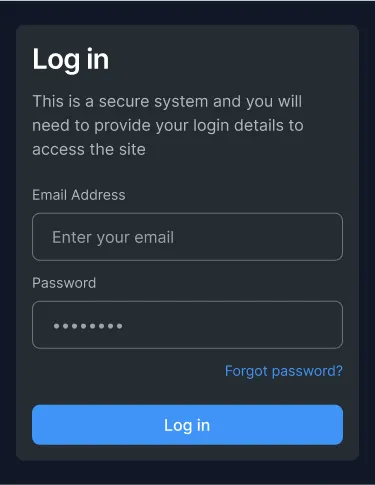 Log in
This is a secure system and you will
need to provide your login details to
access the site
Email Address
Enter your email
Password
••••••••
Forgot password?
Log in